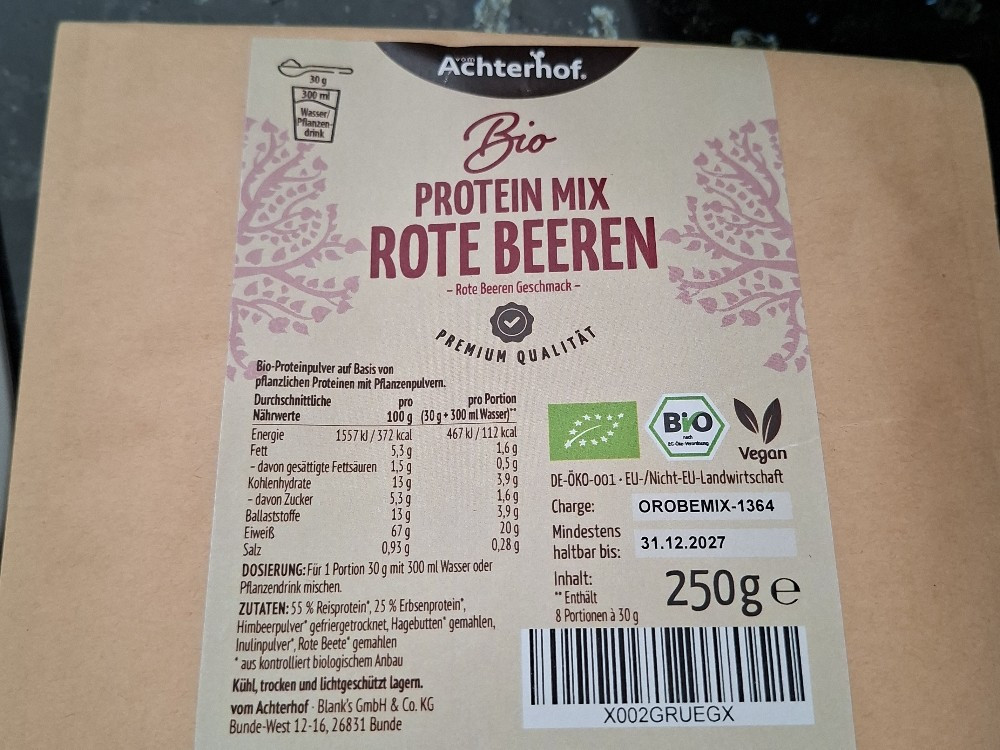 30 g
300 ml
Wasser/
Pflanzen-
drink
vom
Achterhof®
Bio
PROTEIN MIX
ROTE BEEREN
– Rote Beeren Geschmack –
PREMIUM QUALITÄT
Bio-Proteinpulver auf Basis von
pflanzlichen Proteinen mit Pflanzenpulvern.
Durchschnittliche pro pro Portion
Nährwerte 100 g (30 g + 300 ml Wasser)**
Energie 1557 kJ / 372 kcal 467 kJ / 112 kcal
Fett 5,3 g 1,6 g
- davon gesättigte Fettsäuren 1,5 g 0,5 g
Kohlenhydrate 13 g 3,9 g
- davon Zucker 5,3 g 1,6 g
Ballaststoffe 13 g 3,9 g
Eiweiß 67 g 20 g
Salz 0,93 g 0,28 g
DOSIERUNG: Für 1 Portion 30 g mit 300 ml Wasser oder
Pflanzendrink mischen.
ZUTATEN: 55 % Reisprotein*, 25 % Erbsenprotein*,
Himbeerpulver* gefriergetrocknet, Hagebutten* gemahlen,
Inulinpulver*, Rote Beete* gemahlen
* aus kontrolliert biologischem Anbau
Kühl, trocken und lichtgeschützt lagern.
vom Achterhof · Blank's GmbH & Co. KG
Bunde-West 12-16, 26831 Bunde
Bio
nach
EG-Öko-Verordnung
Vegan
DE-ÖKO-001 · EU-/Nicht-EU-Landwirtschaft
Charge: OROBEMIX-1364
Mindestens
haltbar bis: 31.12.2027
Inhalt: 250g e
** Enthält
8 Portionen à 30 g
X002GRUEGX